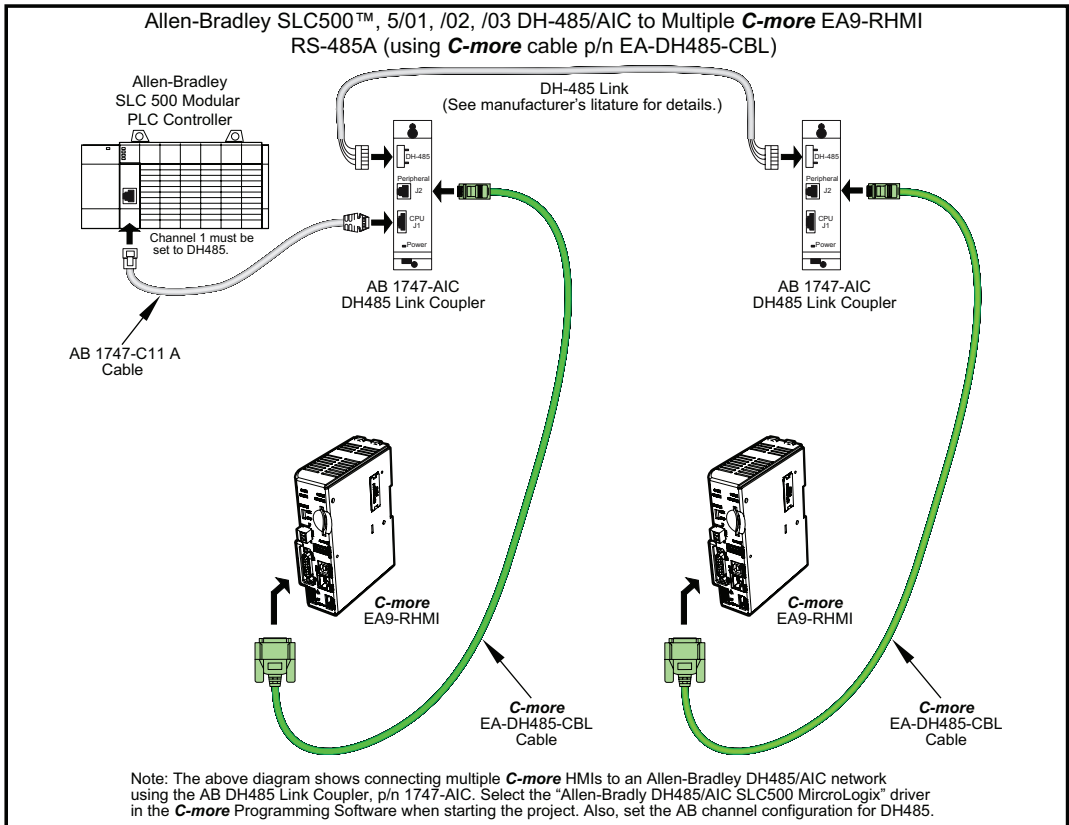 Allen-Bradley SLC500™, 5/01, /02, /03 DH-485/AIC to Multiple C-more EA9-RHMI
RS-485A (using C-more cable p/n EA-DH485-CBL)
DH-485 Link
(See manufacturer's litature for details.)
Allen-Bradley
SLC 500 Modular
PLC Controller
Channel 1 must be
set to DH485.
AB 1747-C11 A
Cable
DH-485
Peripheral
J2
CPU
J1
Power
AB 1747-AIC
DH485 Link Coupler
DH-485
Peripheral
J2
CPU
J1
Power
AB 1747-AIC
DH485 Link Coupler
C-more
EA9-RHMI
C-more
EA-DH485-CBL
Cable
C-more
EA9-RHMI
C-more
EA-DH485-CBL
Cable
Note: The above diagram shows connecting multiple C-more HMIs to an Allen-Bradley DH485/AIC network
using the AB DH485 Link Coupler, p/n 1747-AIC. Select the “Allen-Bradly DH485/AIC SLC500 MircroLogix” driver
in the C-more Programming Software when starting the project. Also, set the AB channel configuration for DH485.